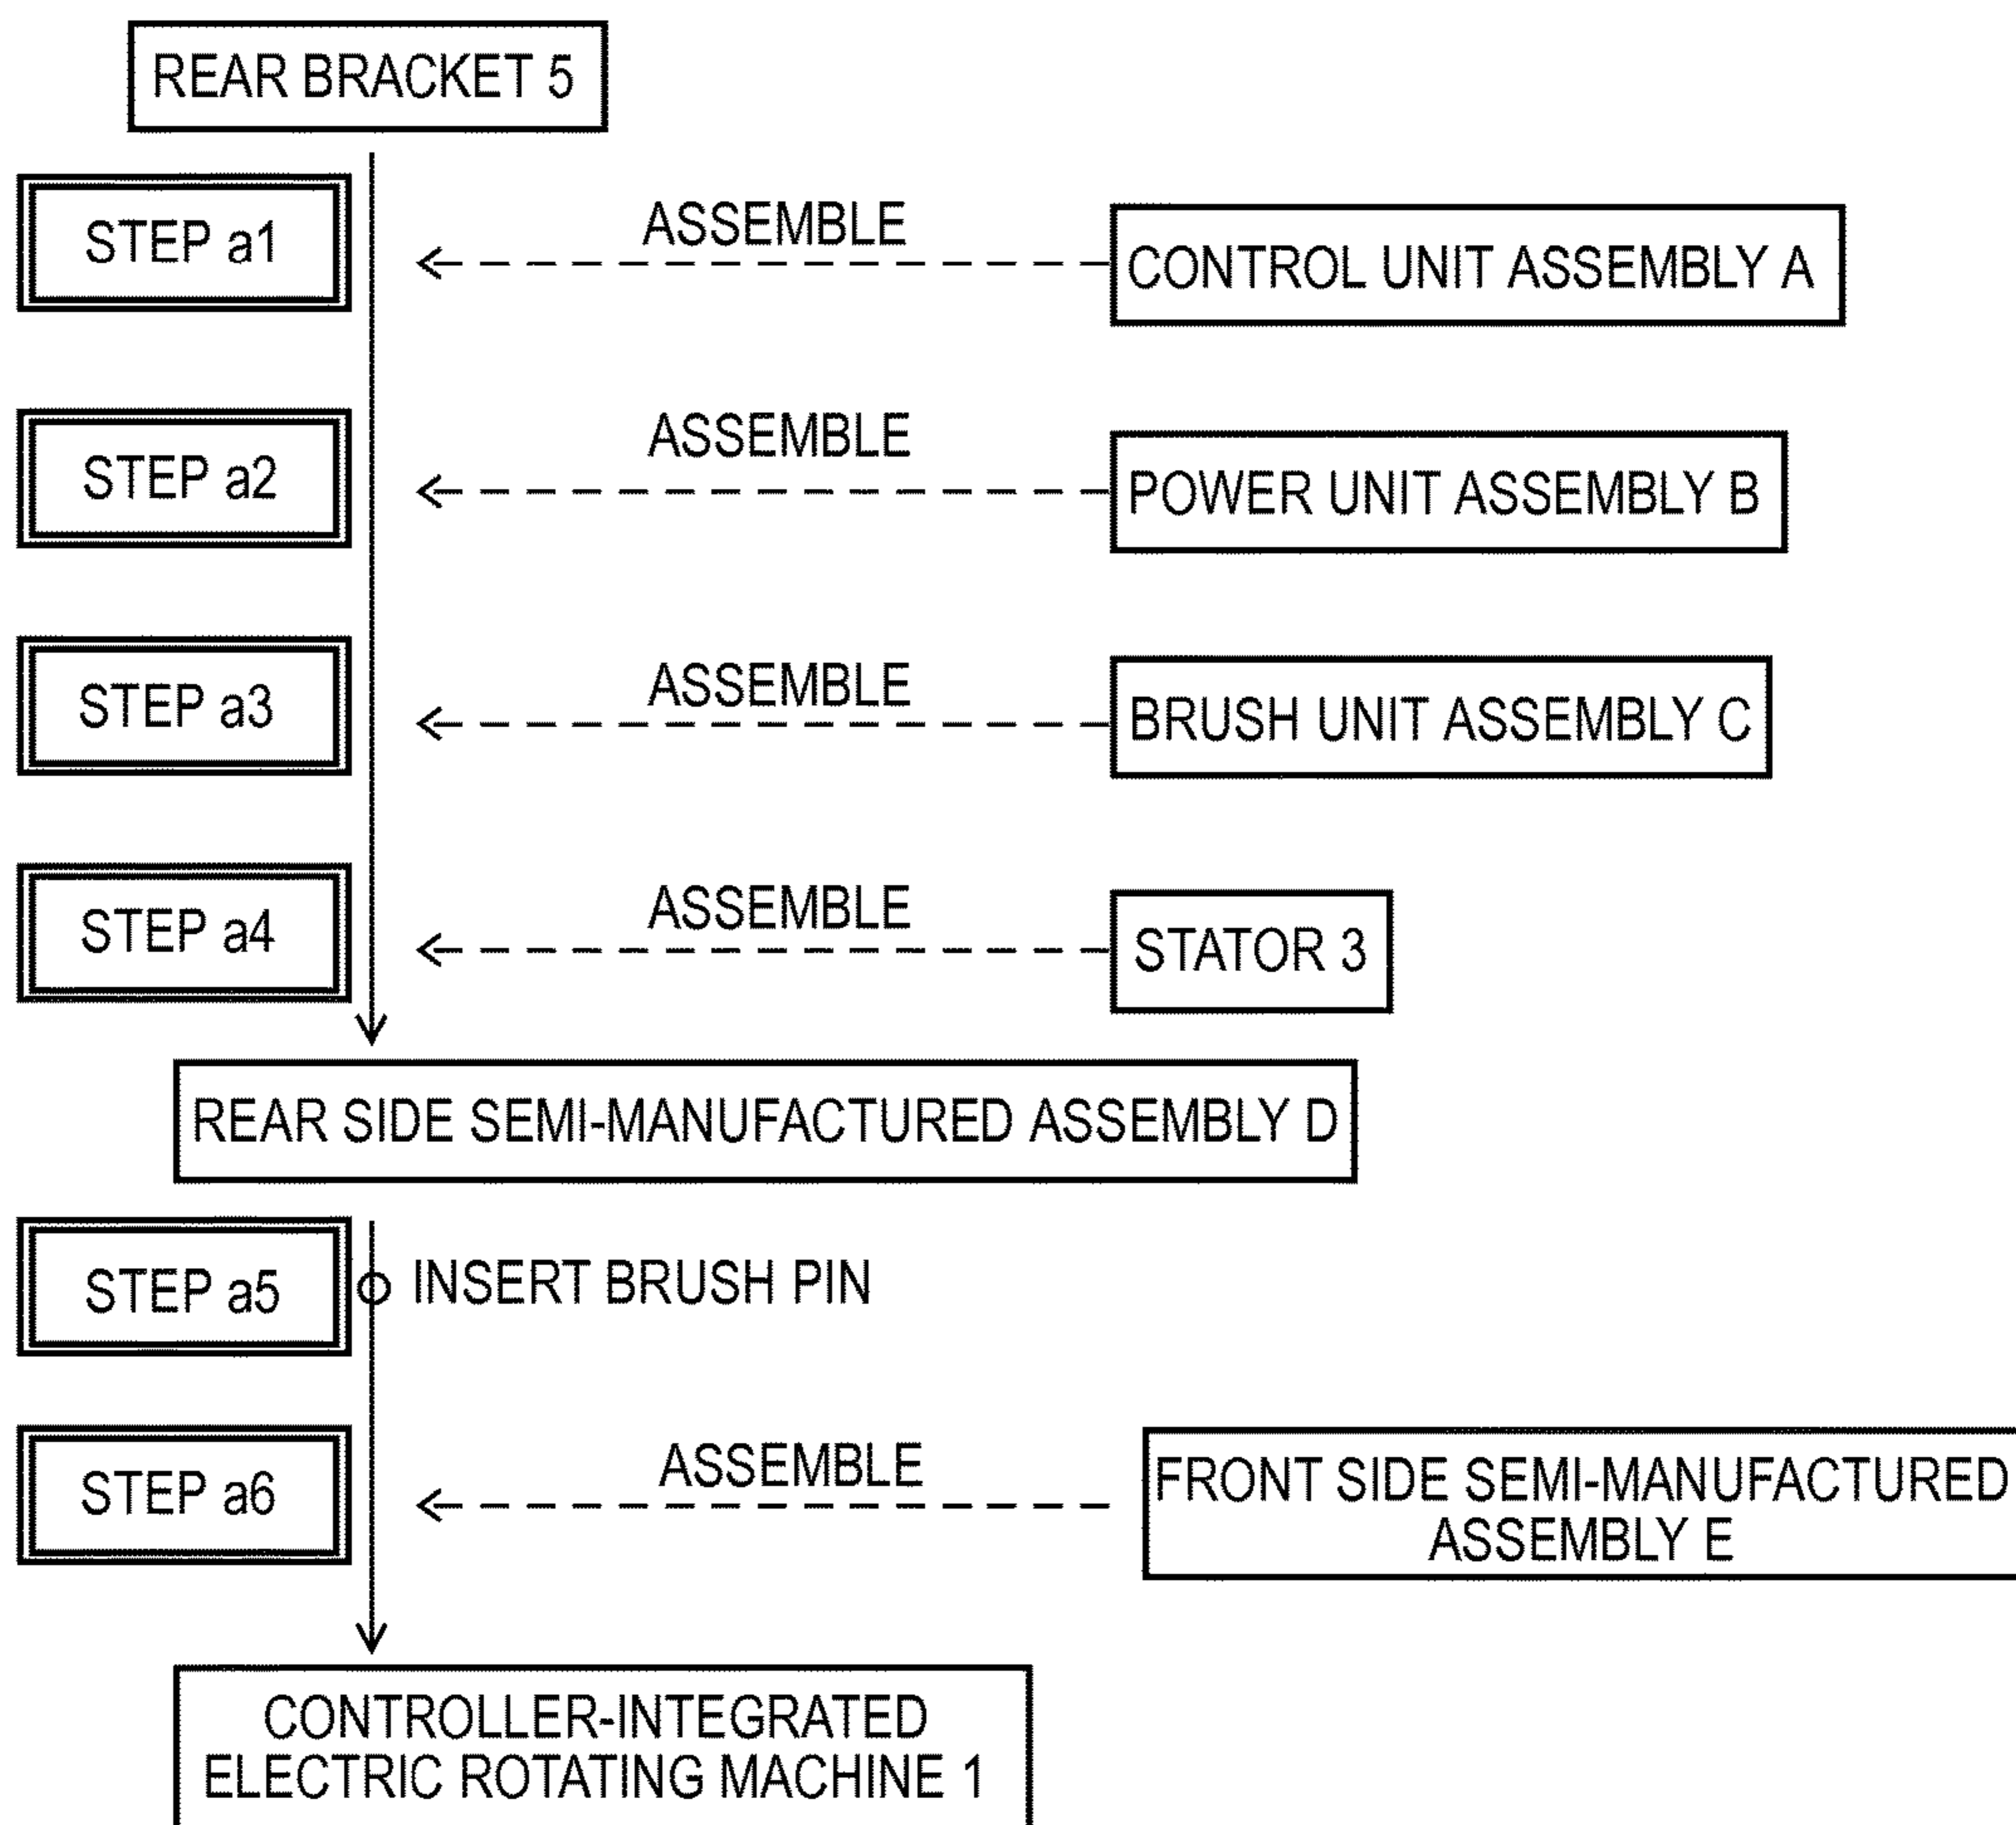 REAR BRACKET 5
STEP a1
ASSEMBLE
CONTROL UNIT ASSEMBLY A
STEP a2
ASSEMBLE
POWER UNIT ASSEMBLY B
STEP a3
ASSEMBLE
BRUSH UNIT ASSEMBLY C
STEP a4
ASSEMBLE
STATOR 3
REAR SIDE SEMI-MANUFACTURED ASSEMBLY D
STEP a5
INSERT BRUSH PIN
STEP a6
ASSEMBLE
FRONT SIDE SEMI-MANUFACTURED
ASSEMBLY E
CONTROLLER-INTEGRATED
ELECTRIC ROTATING MACHINE 1